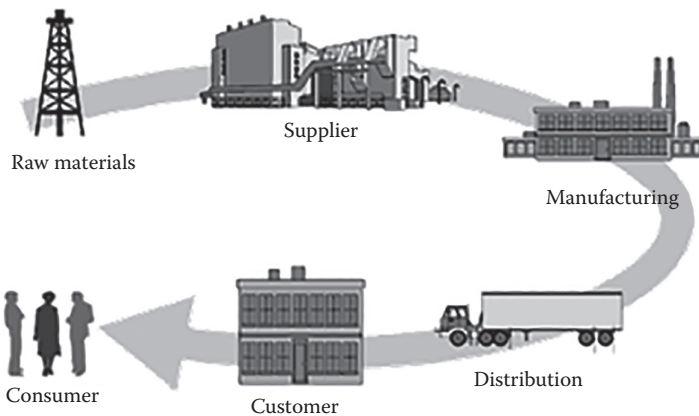 Supplier
Raw materials
Manufacturing
Distribution
Customer
Consumer